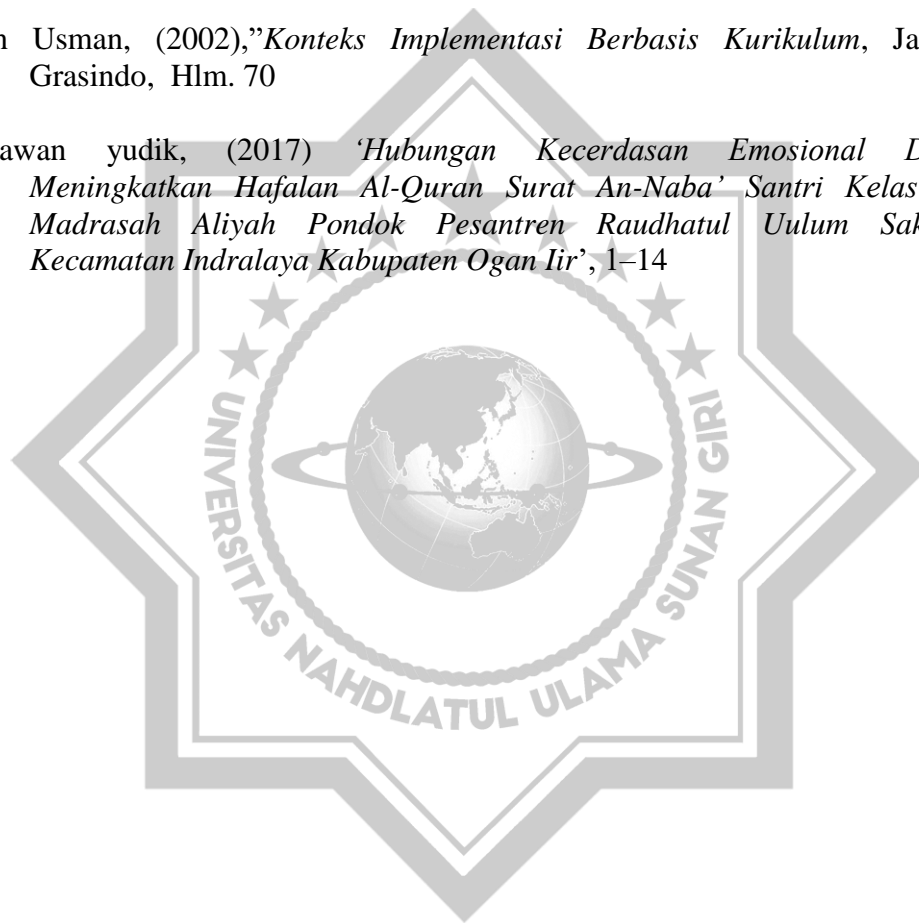 n Usman, (2002),”Konteks Implementasi Berbasis Kurikulum, Ja
Grasindo, Hlm. 70
awan yudik, (2017) ‘Hubungan Kecerdasan Emosional D
Meningkatkan Hafalan Al-Quran Surat An-Naba’ Santri Kelas
Madrasah Aliyah Pondok Pesantren Raudhatul Uulum Sak
Kecamatan Indralaya Kabupaten Ogan Iir’, 1–14
UNIVERSITAS NAHDLATUL ULAMA SUNAN GIRI